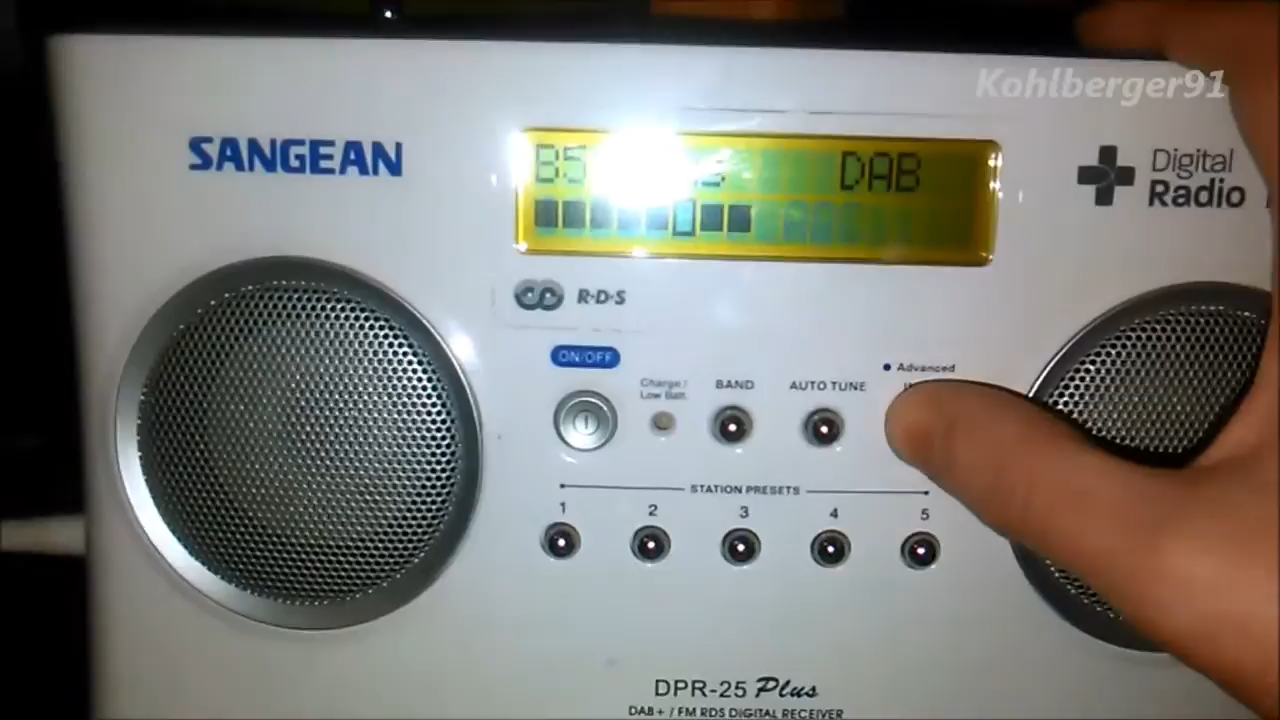 Kohlberger91
SANGEAN
B5 DAB
Digital
Radio
R·D·S
ON/OFF
Charge /
Low Batt.
BAND
AUTO TUNE
Advanced
STATION PRESETS
1 2 3 4 5
DPR-25 Plus
DAB+ / FM RDS DIGITAL RECEIVER